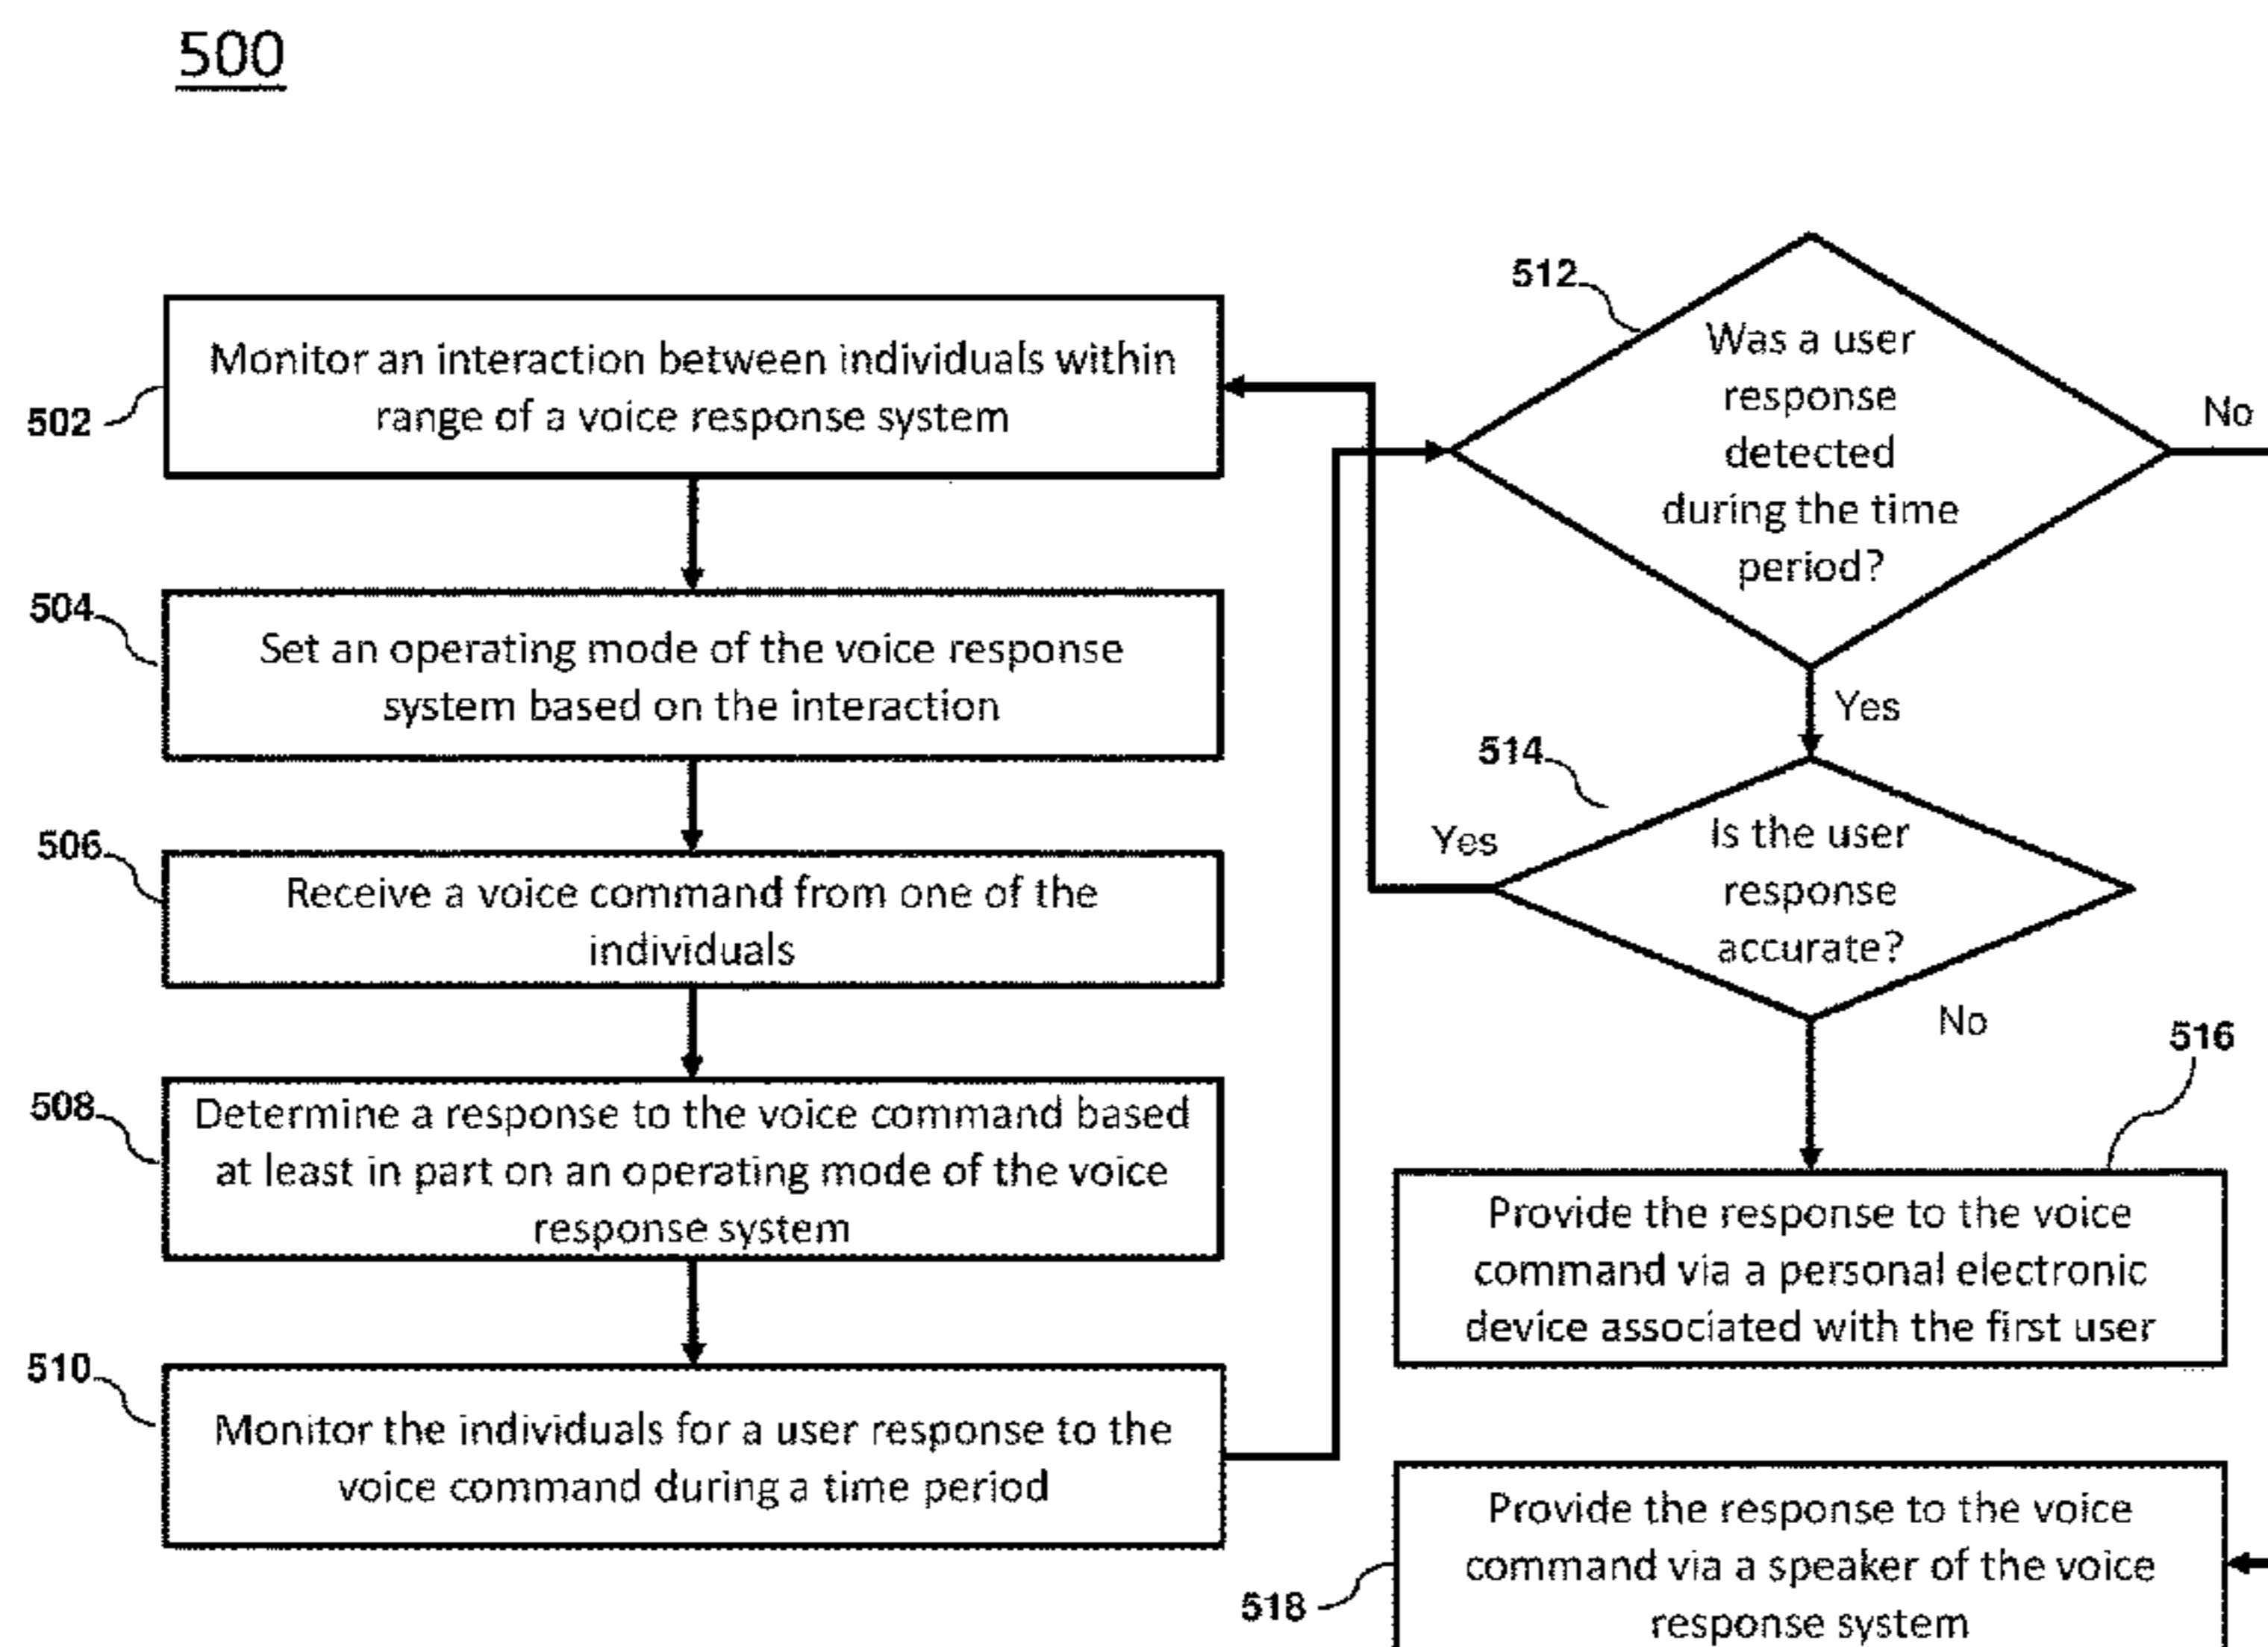 500
502
Monitor an interaction between individuals within
range of a voice response system
504
Set an operating mode of the voice response
system based on the interaction
506
Receive a voice command from one of the
individuals
508
Determine a response to the voice command based
at least in part on an operating mode of the voice
response system
510
Monitor the individuals for a user response to the
voice command during a time period
512
Was a user
response
detected
during the time
period?
No
Yes
514
Is the user
response
accurate?
Yes
No
516
Provide the response to the voice
command via a personal electronic
device associated with the first user
518
Provide the response to the voice
command via a speaker of the voice
response system